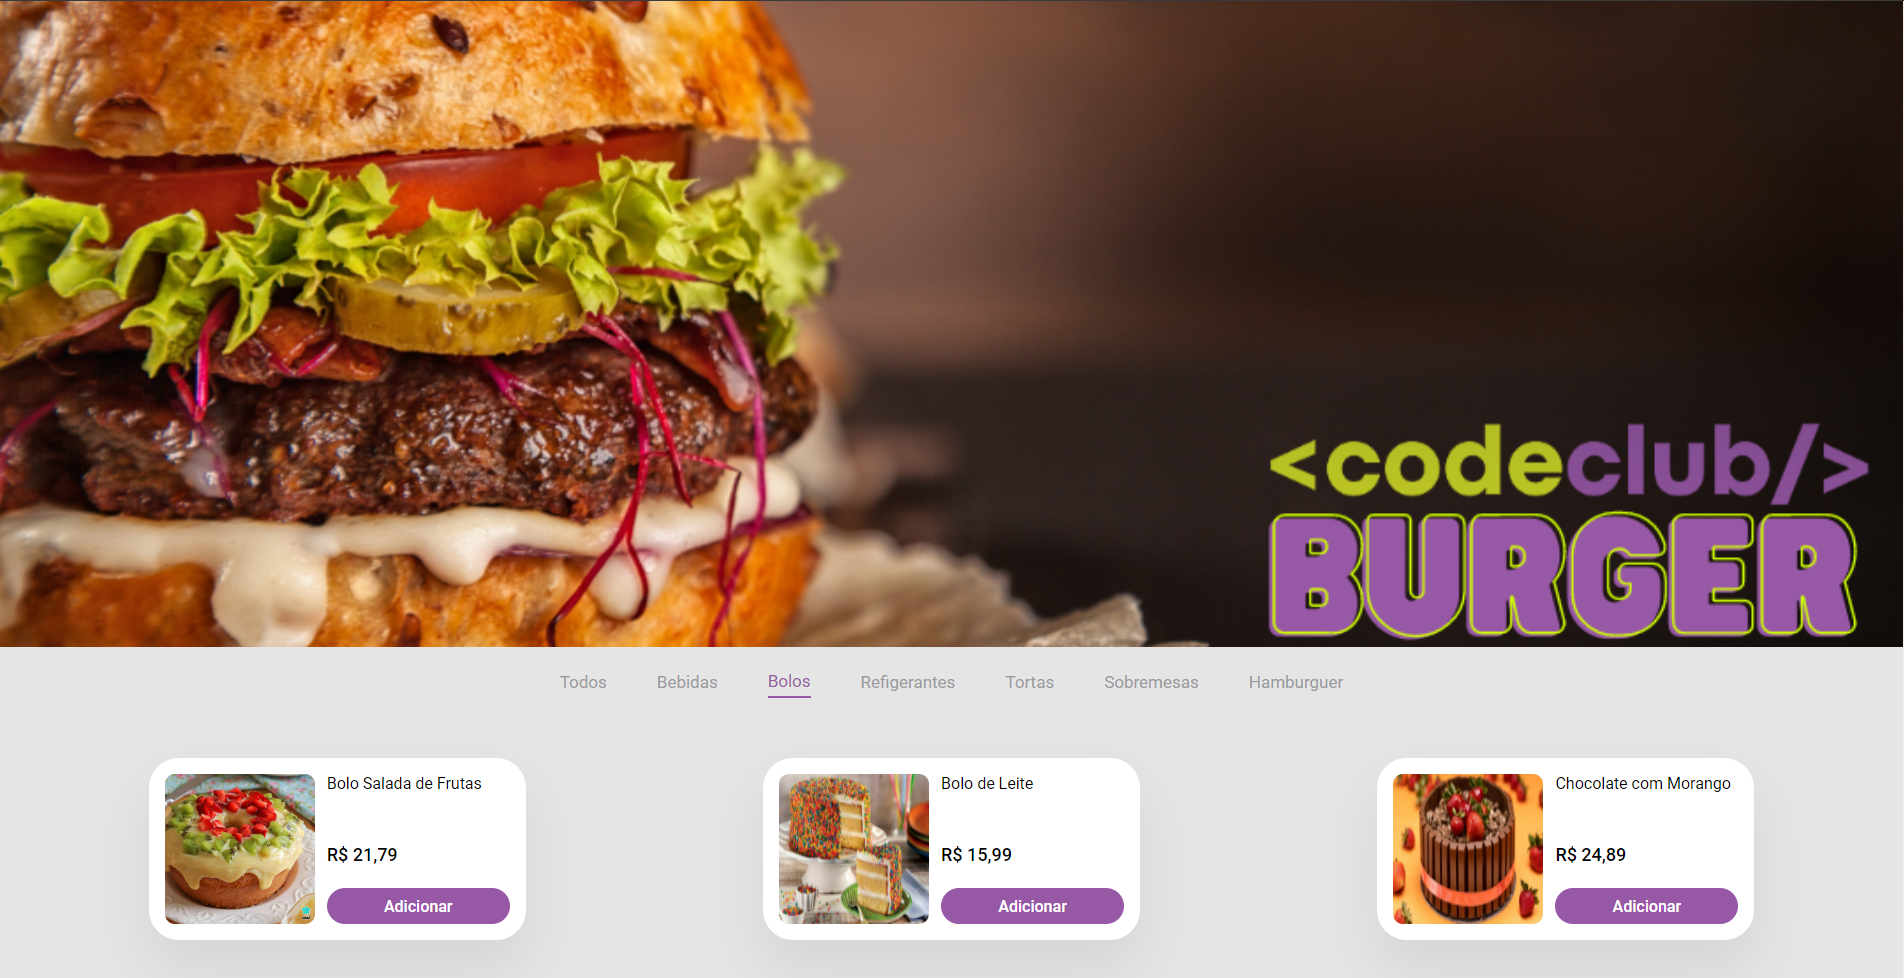 <codeclub/>
BURGER
Todos Bebidas Bolos Refigerantes Tortas Sobremesas Hamburguer
Bolo Salada de Frutas
R$ 21,79
Adicionar
Bolo de Leite
R$ 15,99
Adicionar
Chocolate com Morango
R$ 24,89
Adicionar